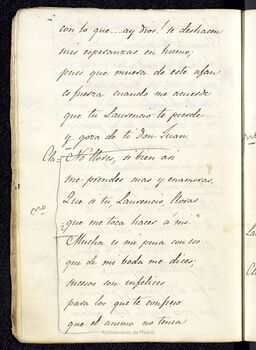 con lo que...ay Dios! se deshacen
mis esperanzas en humo;
pues que muera de este afan
es fuerza cuando me acuerde
que tu Laurencio te pierde
y goza de ti Don Juan.
Cla= No llores, si bien asi
me prendes mas y enamoras.
Que si tu, Laurencio, lloras
que me toca hacer á mi.
no
Mucha es mi pena con eso
que de mi boda me dices;
sucesos son infelices
para los que te confieso
que el animo no tenia
Ayuntamiento de Madrid